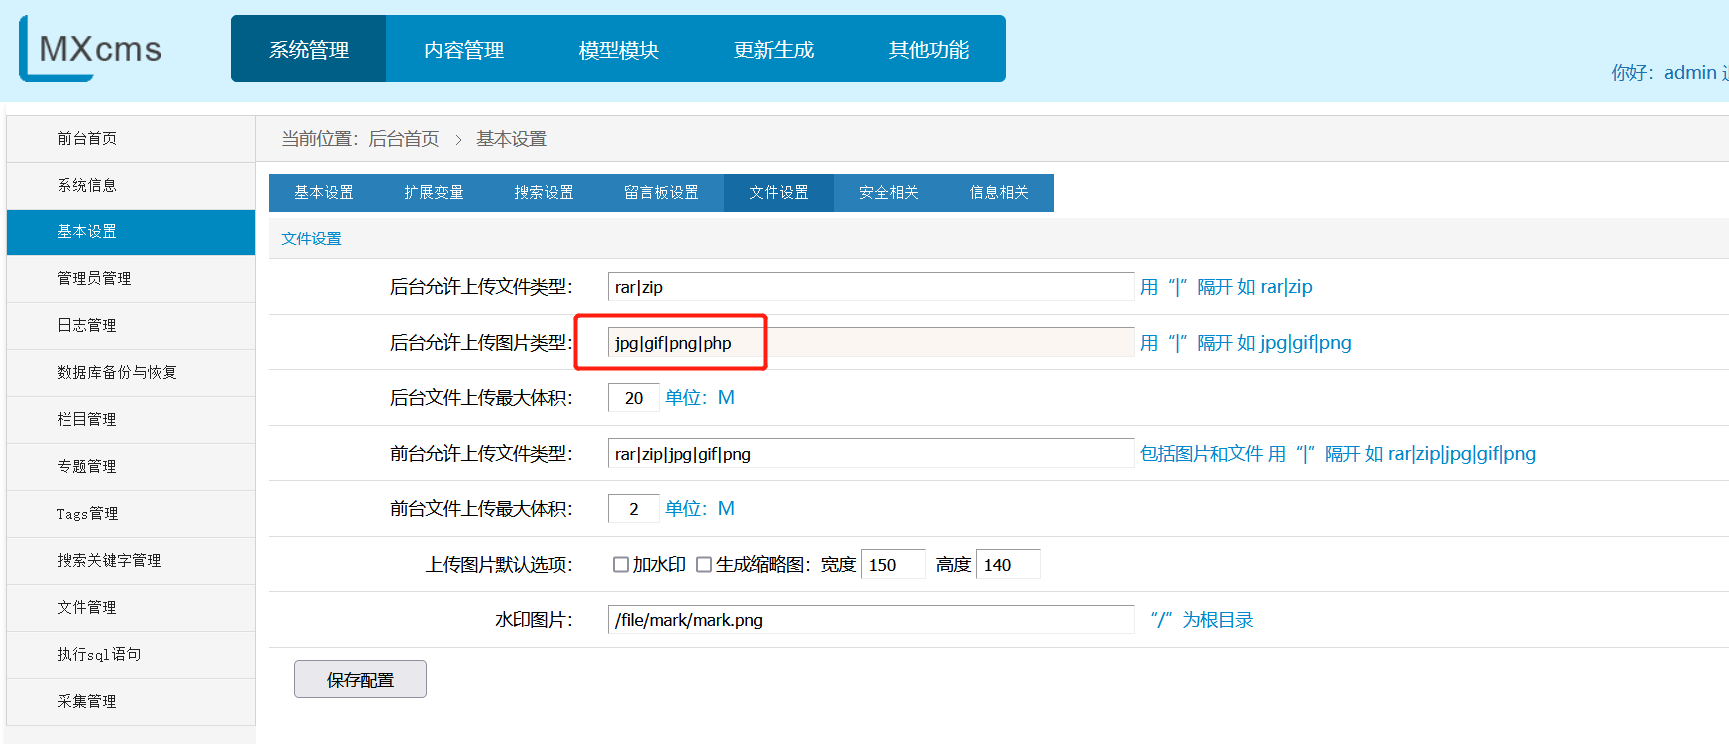 MXcms
系统管理 内容管理 模型模块 更新生成 其他功能
你好：admin
前台首页
系统信息
基本设置
管理员管理
日志管理
数据库备份与恢复
栏目管理
专题管理
Tags管理
搜索关键字管理
文件管理
执行sql语句
采集管理
当前位置：后台首页 > 基本设置
基本设置 扩展变量 搜索设置 留言板设置 文件设置 安全相关 信息相关
文件设置
后台允许上传文件类型： rar|zip 用“|”隔开 如 rar|zip
后台允许上传图片类型： jpg|gif|png|php 用“|”隔开 如 jpg|gif|png
后台文件上传最大体积： 20 单位：M
前台允许上传文件类型： rar|zip|jpg|gif|png 包括图片和文件 用“|”隔开 如 rar|zip|jpg|gif|png
前台文件上传最大体积： 2 单位：M
上传图片默认选项： 加水印 生成缩略图：宽度 150 高度 140
水印图片： /file/mark/mark.png “/”为根目录
保存配置